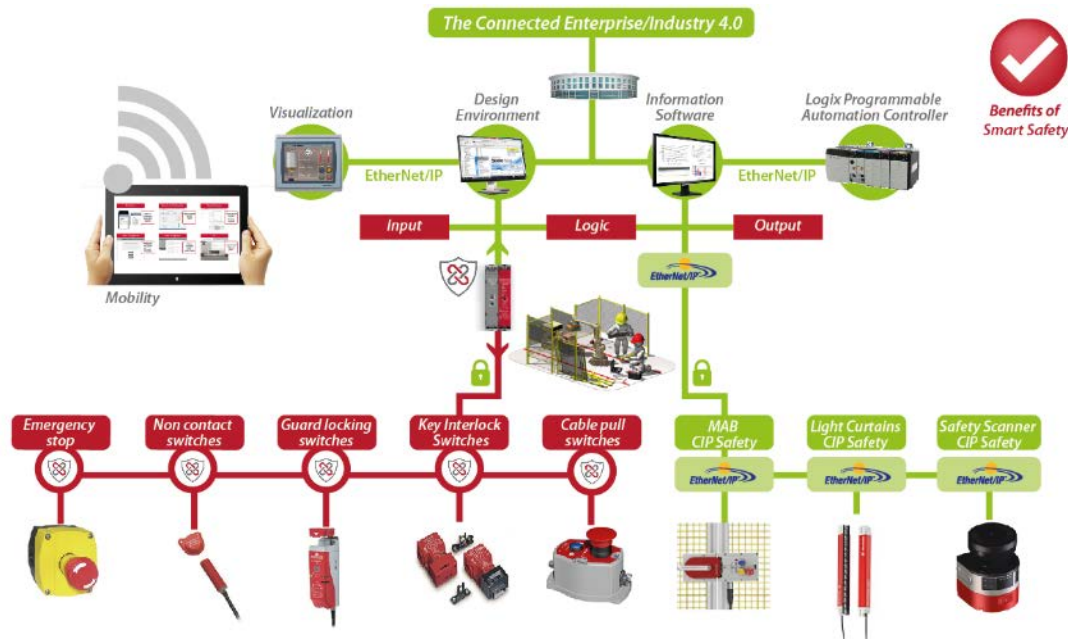 The Connected Enterprise/Industry 4.0
Benefits of
Smart Safety
Visualization
Design
Environment
Information
Software
Logix Programmable
Automation Controller
EtherNet/IP
EtherNet/IP
Mobility
Input
Logic
Output
EtherNet/IP
Emergency
stop
Non contact
switches
Guard locking
switches
Key Interlock
Switches
Cable pull
switches
MAB
CIP Safety
Light Curtains
CIP Safety
Safety Scanner
CIP Safety
EtherNet/IP
EtherNet/IP
EtherNet/IP